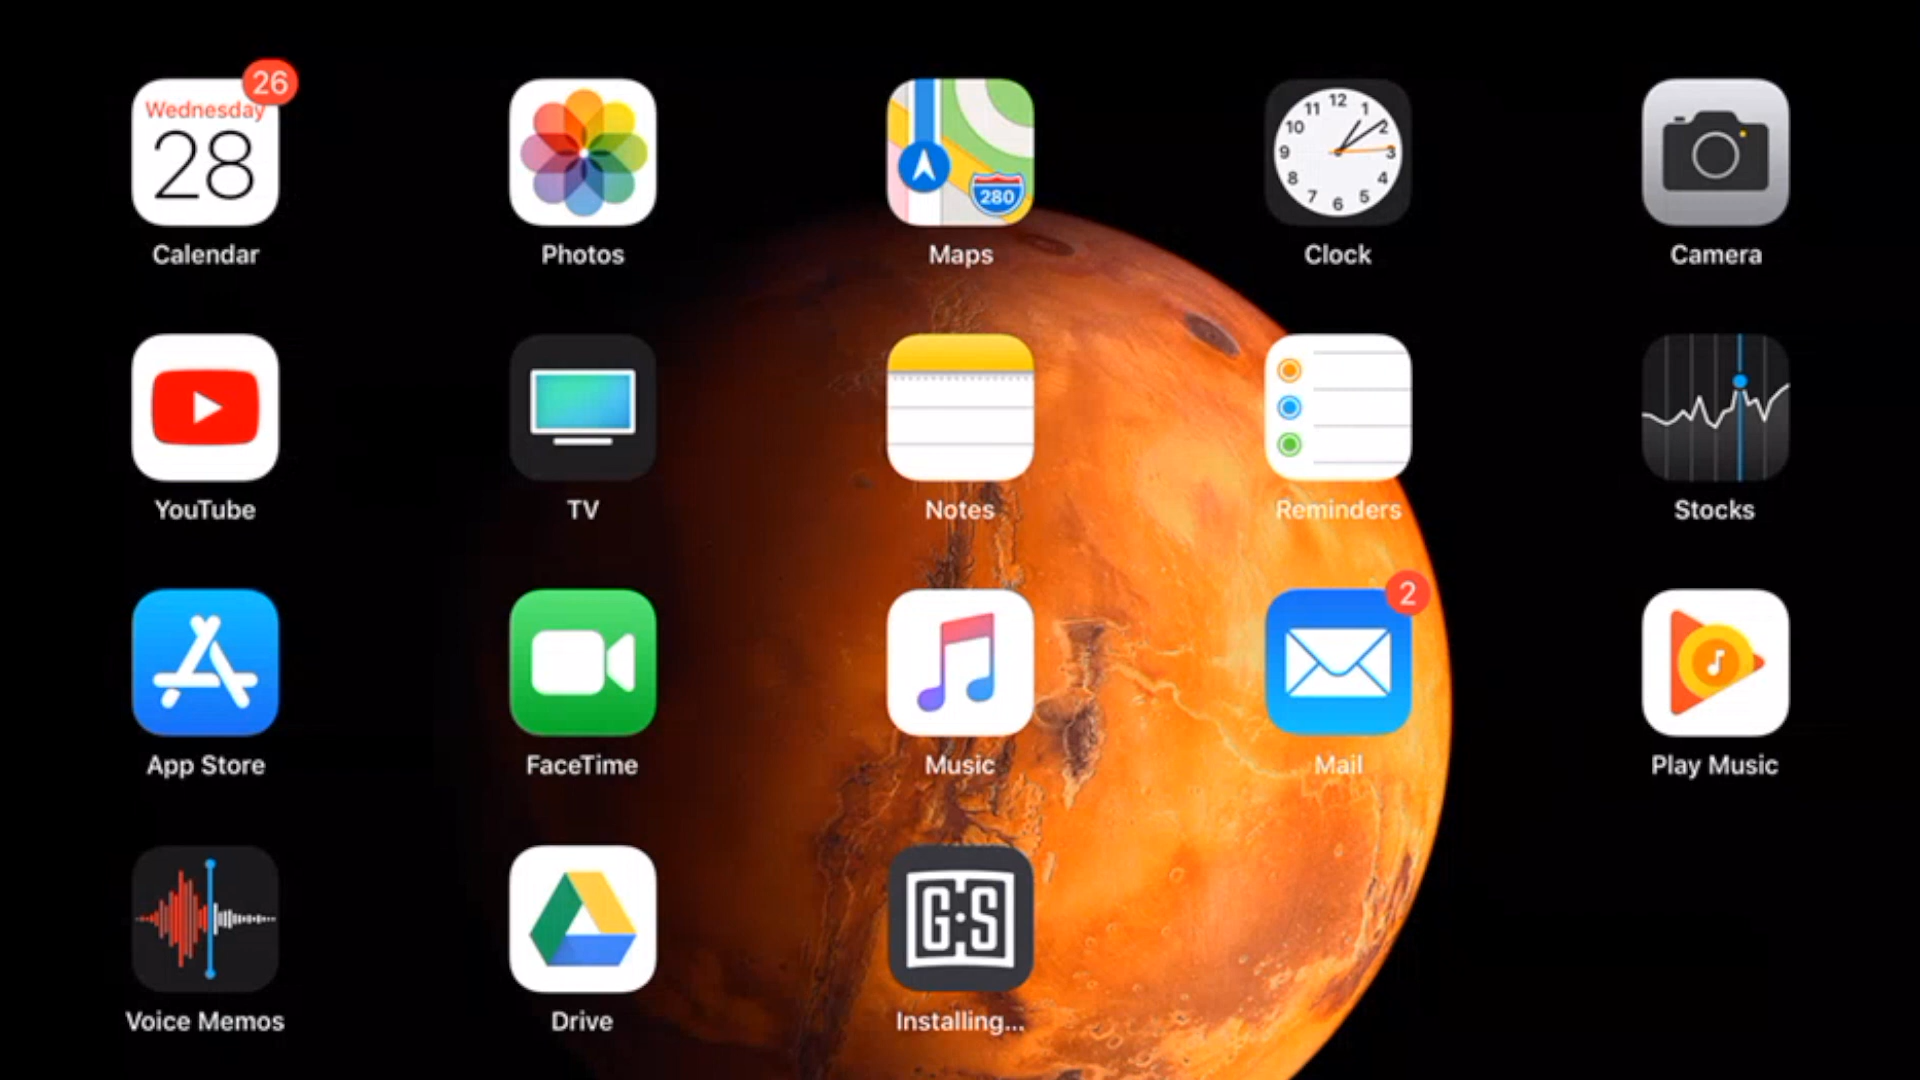 26
Wednesday
28
Calendar
Photos
280
Maps
12
11 1
10 2
9 3
8 4
7 5
6
Clock
Camera
YouTube
TV
Notes
Reminders
Stocks
App Store
FaceTime
Music
2
Mail
Play Music
Voice Memos
Drive
G:S
Installing...